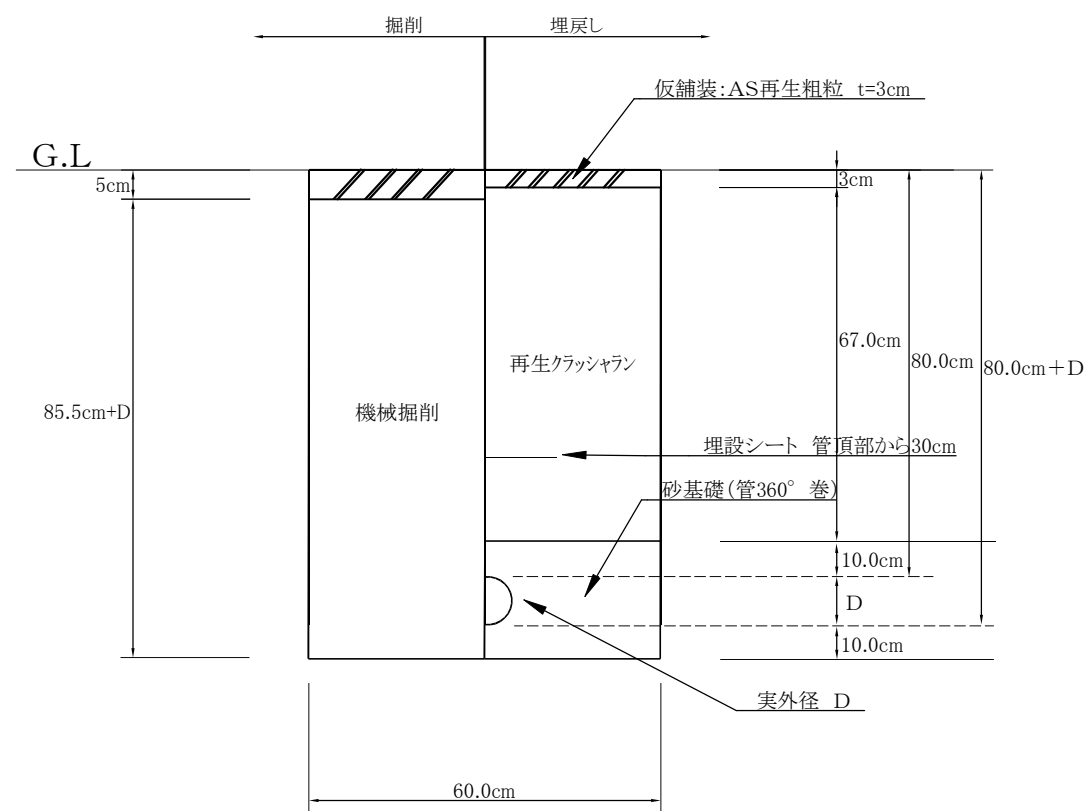 掘削
埋戻し
仮舗装:AS再生粗粒 t=3cm
G.L
5cm
3cm
67.0cm
再生クラッシャラン
80.0cm
80.0cm+D
85.5cm+D
機械掘削
埋設シート 管頂部から30cm
砂基礎(管360° 巻)
10.0cm
D
10.0cm
実外径 D
60.0cm